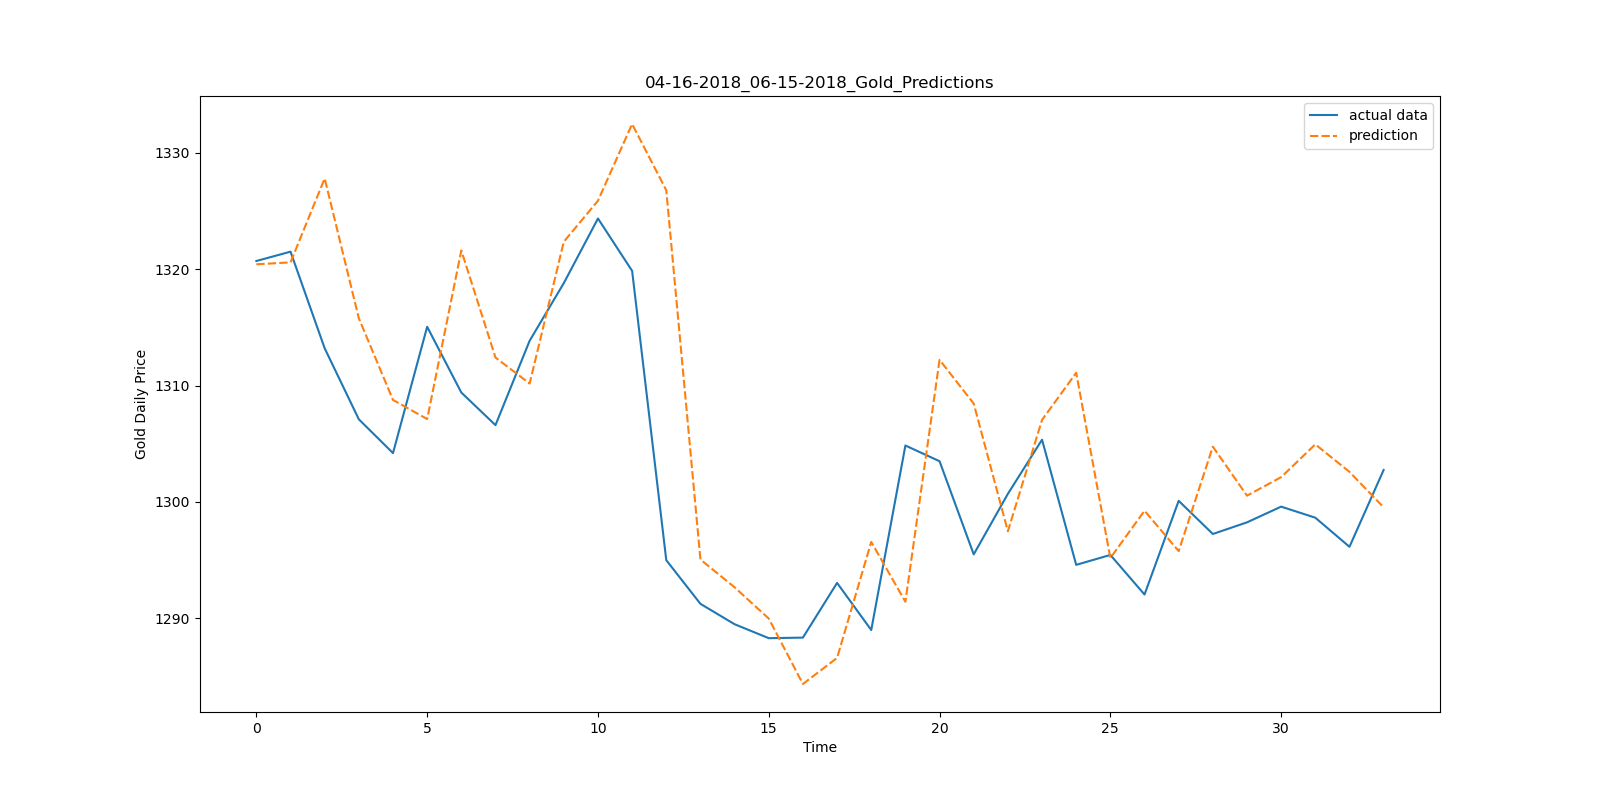 04-16-2018_06-15-2018_Gold_Predictions
actual data
prediction
1330
1320
1310
1300
1290
Gold Daily Price
0 5 10 15 20 25 30
Time